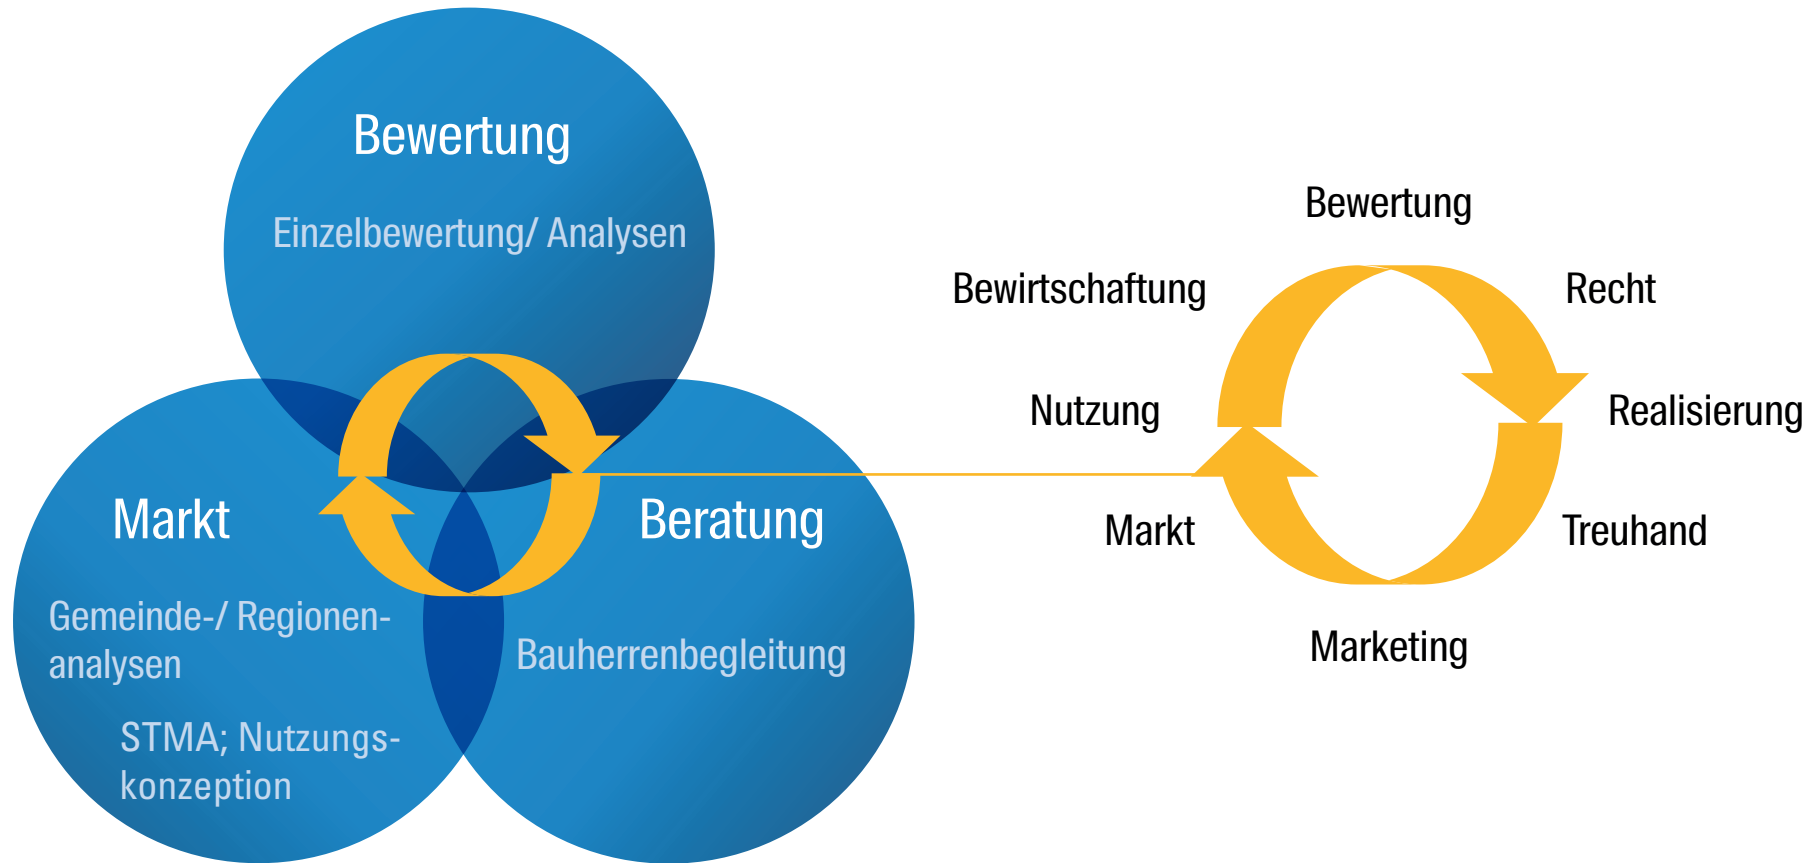 Bewertung
Einzelbewertung/ Analysen
Markt
Gemeinde-/ Regionen-
analysen
STMA; Nutzungs-
konzeption
Beratung
Bauherrenbegleitung
Bewertung
Recht
Realisierung
Treuhand
Marketing
Markt
Nutzung
Bewirtschaftung